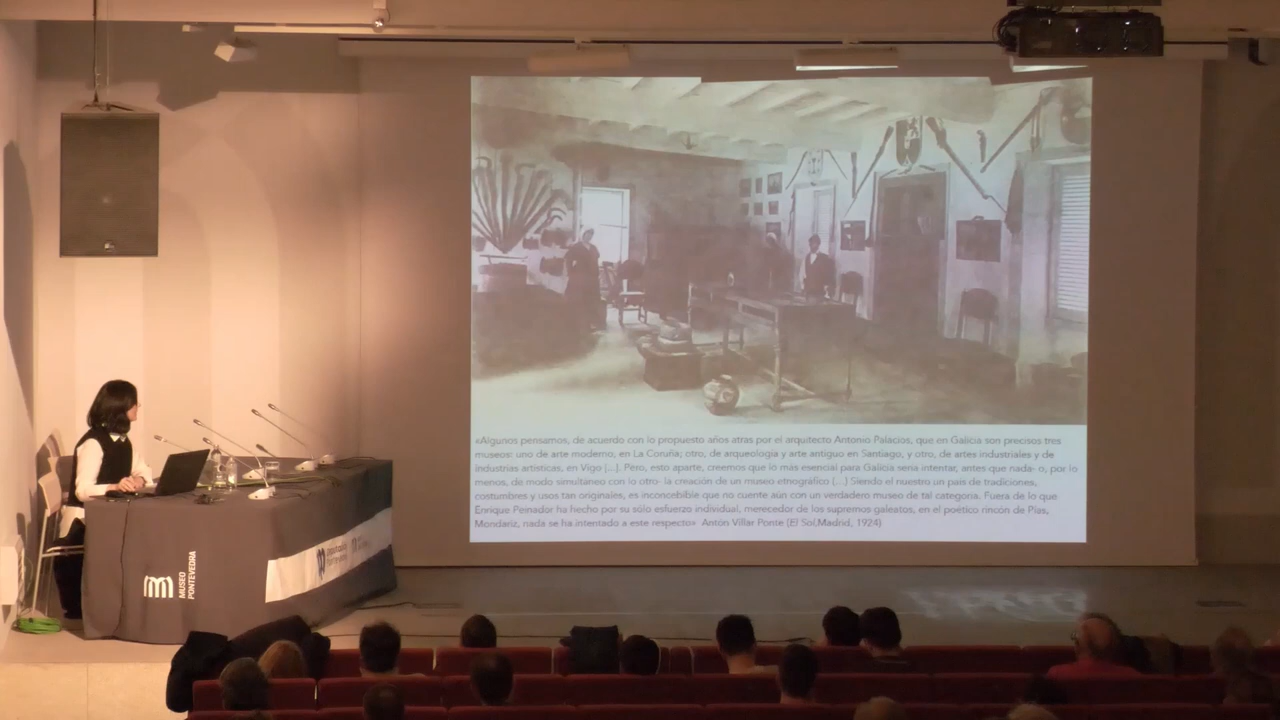 «Algunos pensamos, de acuerdo con lo propuesto años atras por el arquitecto Antonio Palacios, que en Galicia son precisos tres
museos: uno de arte moderno, en La Coruña; otro, de arqueología y arte antiguo en Santiago, y otro, de artes industriales y de
industrias artísticas, en Vigo [...]. Pero, esto aparte, creemos que lo más esencial para Galicia sería intentar, antes que nada- o, por lo
menos, de modo simultáneo con lo otro- la creación de un museo etnográfico (...) Siendo el nuestro un país de tradiciones,
costumbres y usos tan originales, es inconcebible que no cuente aún con un verdadero museo de tal categoría. Fuera de lo que
Enrique Peinador ha hecho por su sólo esfuerzo individual, merecedor de los supremos galeatos, en el poético rincón de Pías,
Mondariz, nada se ha intentado a este respecto» Antón Villar Ponte (El Sol,Madrid, 1924)
m
MUSEO
PONTEVEDRA